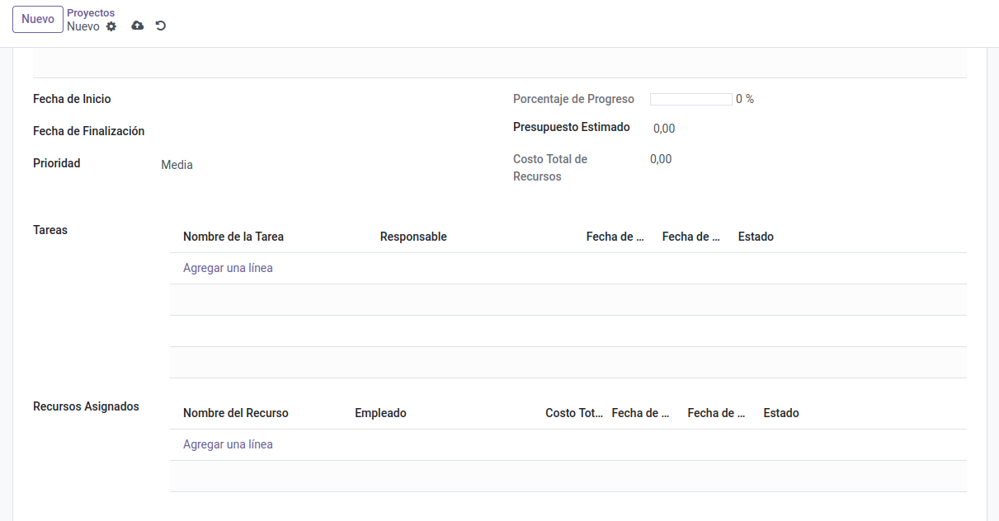 Nuevo
Proyectos
Nuevo
Fecha de Inicio
Porcentaje de Progreso 0 %
Fecha de Finalización
Presupuesto Estimado 0,00
Prioridad Media
Costo Total de 0,00
Recursos
Tareas
Nombre de la Tarea Responsable Fecha de ... Fecha de ... Estado
Agregar una línea
Recursos Asignados
Nombre del Recurso Empleado Costo Tot... Fecha de ... Fecha de ... Estado
Agregar una línea